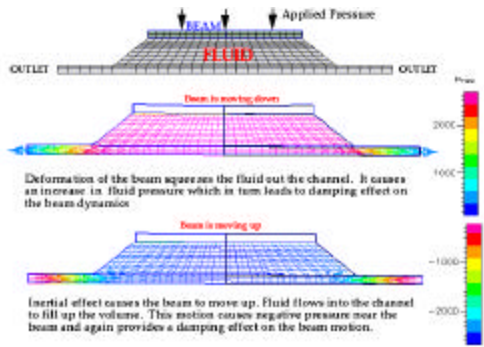 Applied Pressure
BEAM
FLUID
OUTLET
OUTLET
Beam is moving down
2000
1000
Deformation of the beam squeezes the fluid out the channel. It causes
an increase in fluid pressure which in turn leads to damping effect on
the beam dynamics
Beam is moving up
-1000
-2000
Inertial effect causes the beam to move up. Fluid flows into the channel
to fill up the volume. This motion causes negative pressure near the
beam and again provides a damping effect on the beam motion.